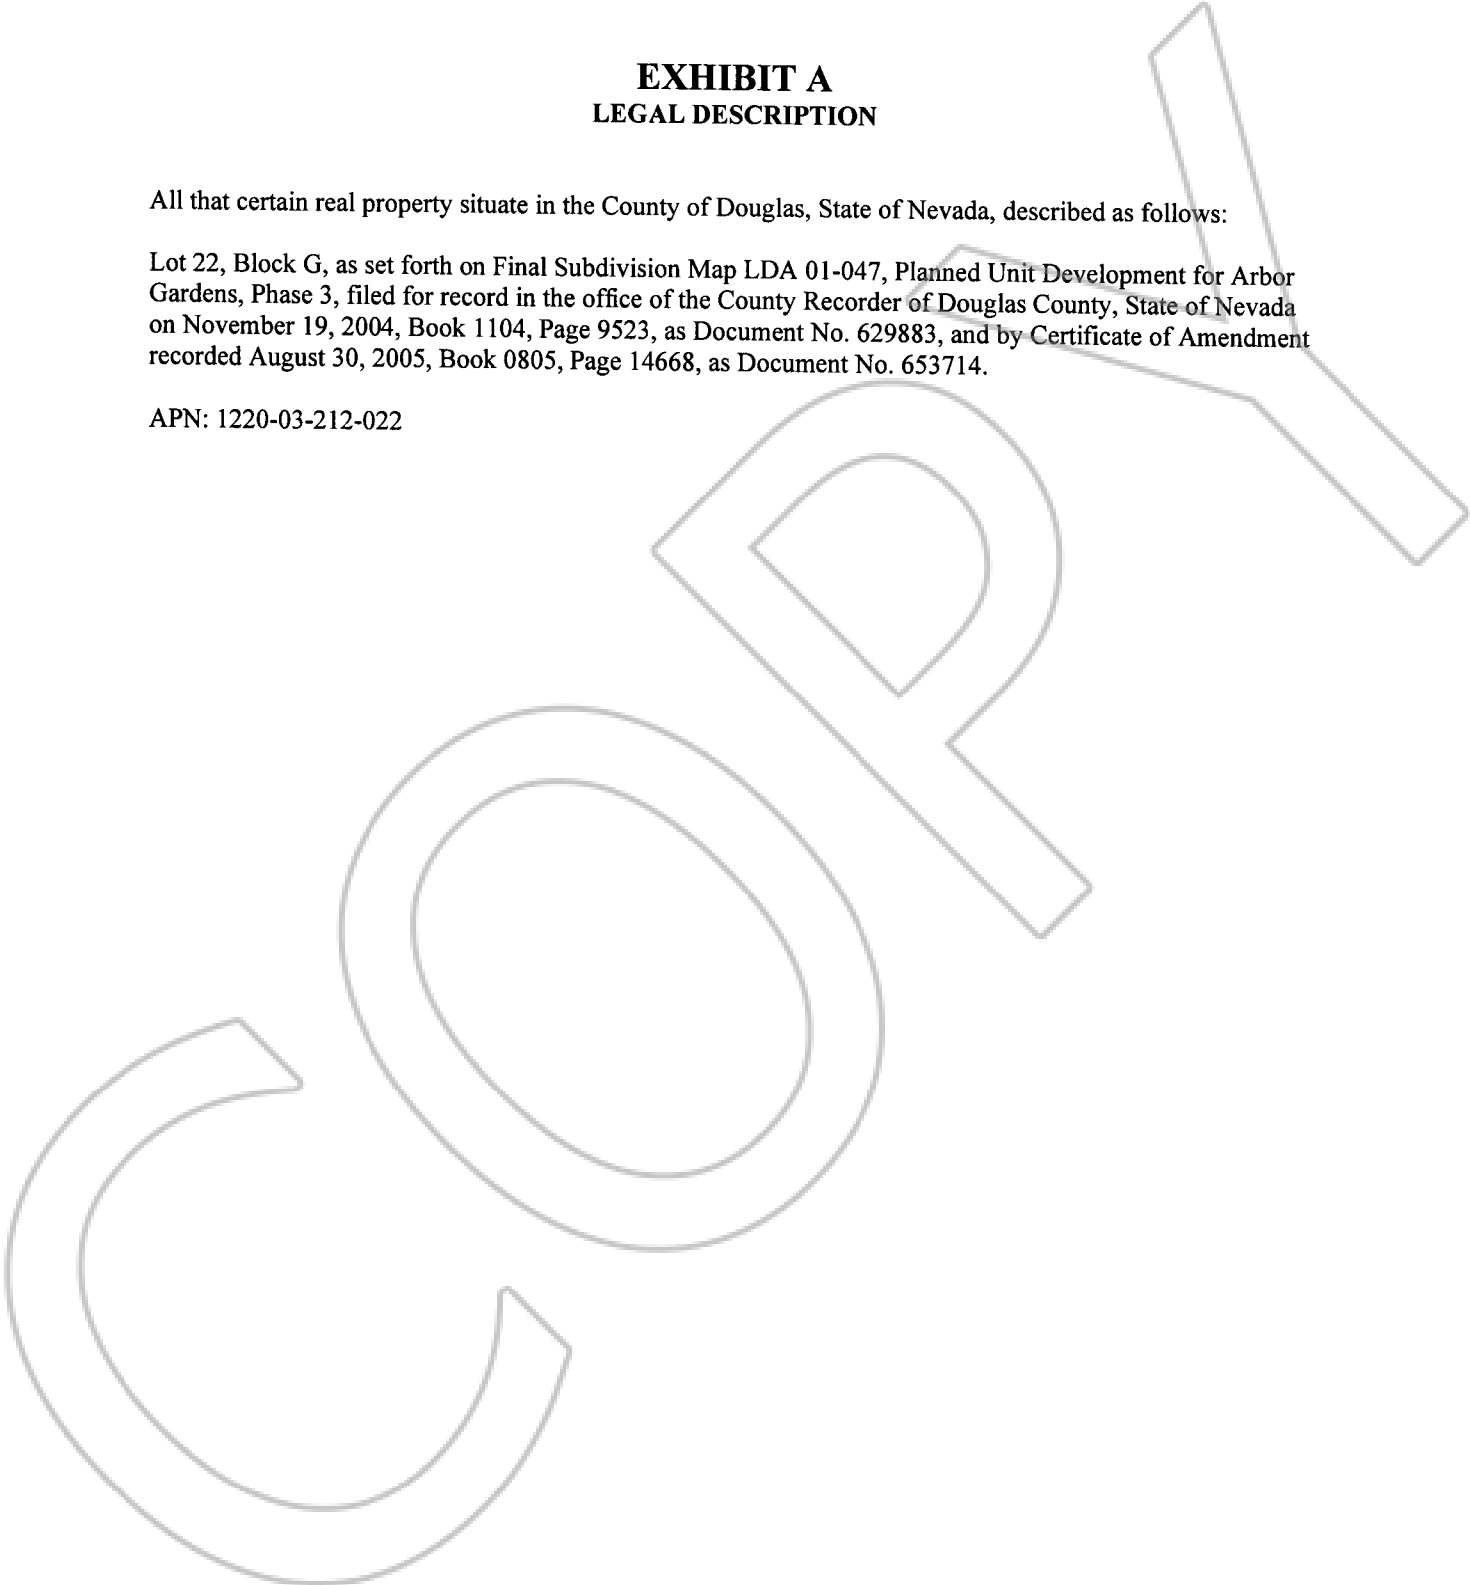 EXHIBIT A
LEGAL DESCRIPTION
All that certain real property situate in the County of Douglas, State of Nevada, described as follows:
Lot 22, Block G, as set forth on Final Subdivision Map LDA 01-047, Planned Unit Development for Arbor
Gardens, Phase 3, filed for record in the office of the County Recorder of Douglas County, State of Nevada
on November 19, 2004, Book 1104, Page 9523, as Document No. 629883, and by Certificate of Amendment
recorded August 30, 2005, Book 0805, Page 14668, as Document No. 653714.
APN: 1220-03-212-022
COPY